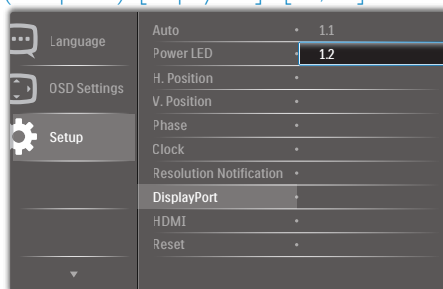 Language
OSD Settings
Setup
Auto • 1.1
Power LED • 1.2
H. Position •
V. Position •
Phase •
Clock •
Resolution Notification •
DisplayPort •
HDMI •
Reset •